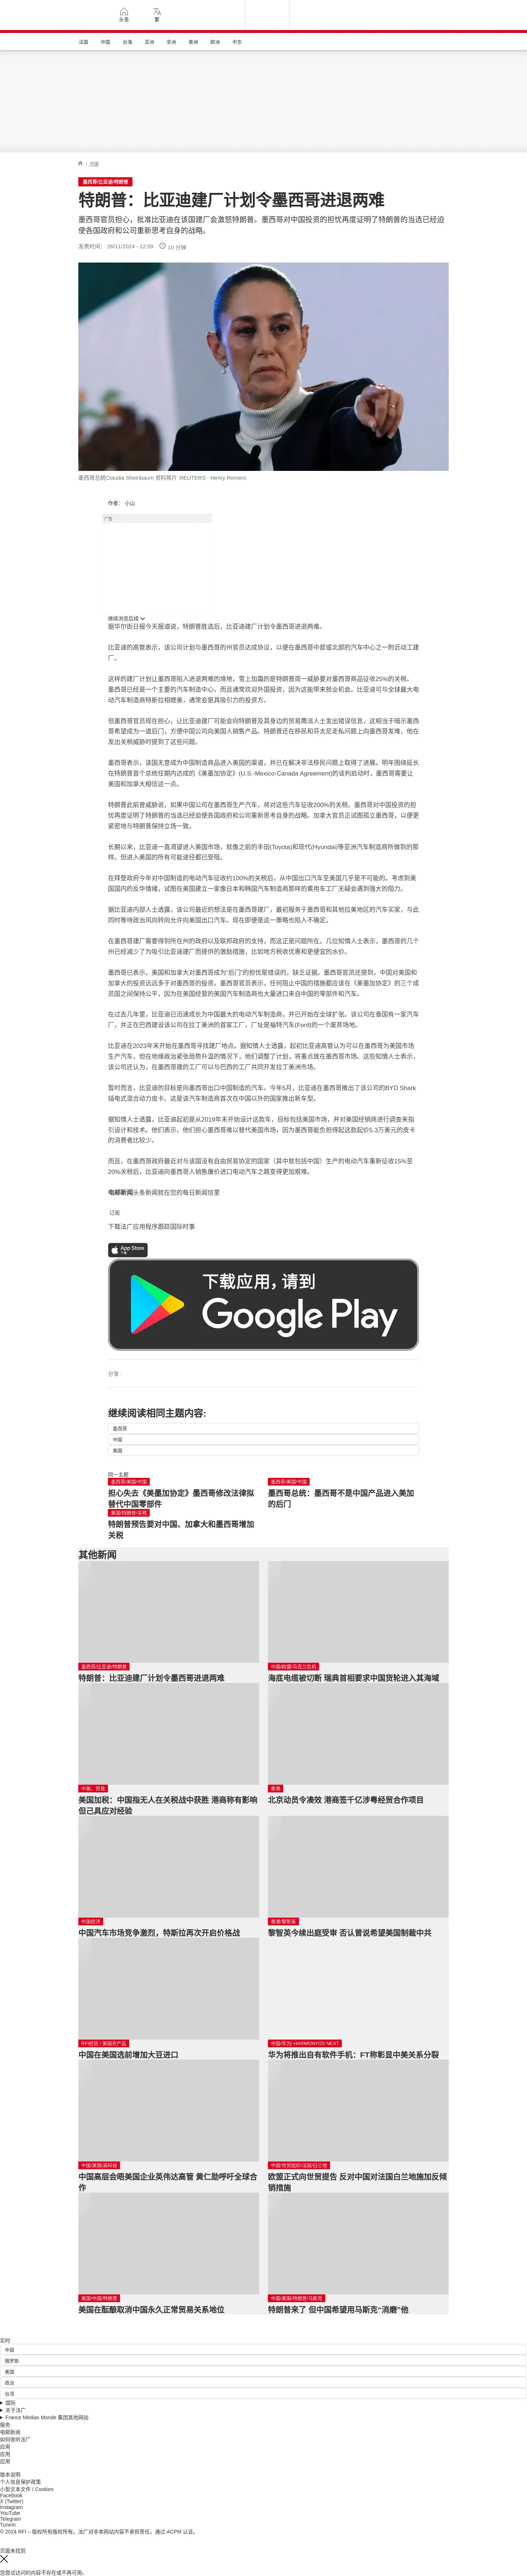 头条
繁
法国
中国
台海
亚洲
非洲
美洲
欧洲
中东
中国
墨西哥/比亚迪/特朗普
特朗普：比亚迪建厂计划令墨西哥进退两难
墨西哥官员担心，批准比亚迪在该国建厂会激怒特朗普。墨西哥对中国投资的担忧再度证明了特朗普的当选已经迫
使各国政府和公司重新思考自身的战略。
发表时间： 26/11/2024 - 12:59 10 分钟
墨西哥总统Claudia Sheinbaum 资料照片 REUTERS - Henry Romero
作者： 小山
广告
继续浏览后续
据华尔街日报今天报道说，特朗普胜选后，比亚迪建厂计划令墨西哥进退两难。
比亚迪的高管表示，该公司计划与墨西哥的州官员达成协议，以便在墨西哥中部或北部的汽车中心之一附近动工建
厂。
这样的建厂计划让墨西哥陷入进退两难的境地，雪上加霜的是特朗普周一威胁要对墨西哥商品征收25%的关税。
墨西哥已经是一个主要的汽车制造中心，而且通常欢迎外国投资，因为这能带来就业机会。比亚迪可与全球最大电
动汽车制造商特斯拉相媲美，通常会是具吸引力的投资方。
但墨西哥官员现在担心，让比亚迪建厂可能会向特朗普及其身边的贸易鹰派人士发出错误信息，这相当于暗示墨西
哥希望成为一道后门，方便中国公司向美国人销售产品。特朗普还在移民和芬太尼走私问题上向墨西哥发难，他在
发出关税威胁时提到了这些问题。
墨西哥表示，该国无意成为中国制造商品进入美国的渠道，并已在解决非法移民问题上取得了进展。明年围绕延长
在特朗普首个总统任期内达成的《美墨加协定》(U.S.-Mexico-Canada Agreement)的谈判启动时，墨西哥需要让
美国和加拿大相信这一点。
特朗普此前曾威胁说，如果中国公司在墨西哥生产汽车，将对这些汽车征收200%的关税。墨西哥对中国投资的担
忧再度证明了特朗普的当选已经迫使各国政府和公司重新思考自身的战略。加拿大官员正试图孤立墨西哥，以便更
紧密地与特朗普保持立场一致。
长期以来，比亚迪一直渴望进入美国市场，就像之前的丰田(Toyota)和现代(Hyundai)等亚洲汽车制造商所做到的那
样。但进入美国的所有可能途径都已受阻。
在拜登政府今年对中国制造的电动汽车征收约100%的关税后，从中国出口汽车至美国几乎是不可能的。考虑到美
国国内的反华情绪，试图在美国建立一家像日本和韩国汽车制造商那样的乘用车工厂无疑会遇到强大的阻力。
据比亚迪内部人士透露，该公司最近的想法是在墨西哥建厂，最初服务于墨西哥和其他拉美地区的汽车买家，与此
同时等待政治风向转向允许向美国出口汽车。现在即便是这一策略也陷入不确定。
在墨西哥建厂需要得到所在州的政府以及联邦政府的支持，而这正是问题所在。几位知情人士表示，墨西哥的几个
州已经减少了为吸引比亚迪建厂而提供的激励措施，比如地方税收优惠和更便宜的水价。
墨西哥已表示，美国和加拿大对墨西哥成为“后门”的担忧是错误的，缺乏证据。墨西哥官员还提到，中国对美国和
加拿大的投资远远多于对墨西哥的投资。墨西哥官员表示，任何阻止中国的措施都应该在《美墨加协定》的三个成
员国之间保持公平，因为在美国经营的美国汽车制造商也大量进口来自中国的零部件和汽车。
在过去几年里，比亚迪已迅速成长为中国最大的电动汽车制造商，并已开始在全球扩张。该公司在泰国有一家汽车
厂，并正在巴西建设该公司在拉丁美洲的首家工厂，厂址是福特汽车(Ford)的一个废弃场地。
比亚迪在2023年末开始在墨西哥寻找建厂地点。据知情人士透露，起初比亚迪高管认为可以在墨西哥为美国市场
生产汽车，但在地缘政治紧张局势升温的情况下，他们调整了计划，将重点放在墨西哥市场。这些知情人士表示，
该公司还认为，在墨西哥建的工厂可以与巴西的工厂共同开发拉丁美洲市场。
暂时而言，比亚迪的目标是向墨西哥出口中国制造的汽车。今年5月，比亚迪在墨西哥推出了该公司的BYD Shark
插电式混合动力皮卡。这是该汽车制造商首次在中国以外的国家推出新车型。
据知情人士透露，比亚迪起初是从2019年末开始设计这款车，目标包括美国市场，并对美国经销商进行调查来指
引设计和技术。他们表示，他们担心墨西哥难以替代美国市场，因为墨西哥能负担得起这款起价5.3万美元的皮卡
的消费者比较少。
而且，在墨西哥政府最近对与该国没有自由贸易协定的国家（其中就包括中国）生产的电动汽车重新征收15%至
20%关税后，比亚迪向墨西哥人销售廉价进口电动汽车之路变得更加艰难。
电邮新闻头条新闻就在您的每日新闻信里
订阅
下载法广应用程序跟踪国际时事
App Store
下载
下载应用，请到
Google Play
分享 :
继续阅读相同主题内容:
墨西哥
中国
美国
同一主题
墨西哥/美国/中国
担心失去《美墨加协定》墨西哥修改法律拟
替代中国零部件
墨西哥/美国/中国
墨西哥总统：墨西哥不是中国产品进入美加
的后门
美国/特朗普/关税
特朗普预告要对中国、加拿大和墨西哥增加
关税
其他新闻
墨西哥/比亚迪/特朗普
特朗普：比亚迪建厂计划令墨西哥进退两难
中国/欧盟/乌克兰危机
海底电缆被切断 瑞典首相要求中国货轮进入其海域
中美、贸易
美国加税：中国指无人在关税战中获胜 港商称有影响
但己具应对经验
香港
北京动员令凑效 港商签千亿涉粤经贸合作项目
中国经济
中国汽车市场竞争激烈，特斯拉再次开启价格战
香港/黎智英
黎智英今续出庭受审 否认曾说希望美国制裁中共
RFI经贸 / 美国农产品
中国在美国选前增加大豆进口
中国/华为/ HARMONYOS NEXT
华为将推出自有软件手机：FT称彰显中美关系分裂
中国/美国/高科技
中国高层会晤美国企业英伟达高管 黄仁勋呼吁全球合
作
中国/世贸组织/法国/白兰地
欧盟正式向世贸提告 反对中国对法国白兰地施加反倾
销措施
美国/中国/特朗普
美国在酝酿取消中国永久正常贸易关系地位
中国/美国/特朗普/马斯克
特朗普来了 但中国希望用马斯克“消磨”他
实时
中国
俄罗斯
美国
政治
台湾
国际
关于法广
France Médias Monde 集团其他网站
服务
电邮新闻
如何收听法广
应用
应用
应用
版本说明
个人信息保护政策
小型文本文件 / Cookies
Facebook
X (Twitter)
Instagram
YouTube
Telegram
TuneIn
© 2024 RFI – 版权所有版权所有。法广对非本网站内容不承担责任。通过 ACPM 认证。
页面未找到
您尝试访问的内容不存在或不再可用。